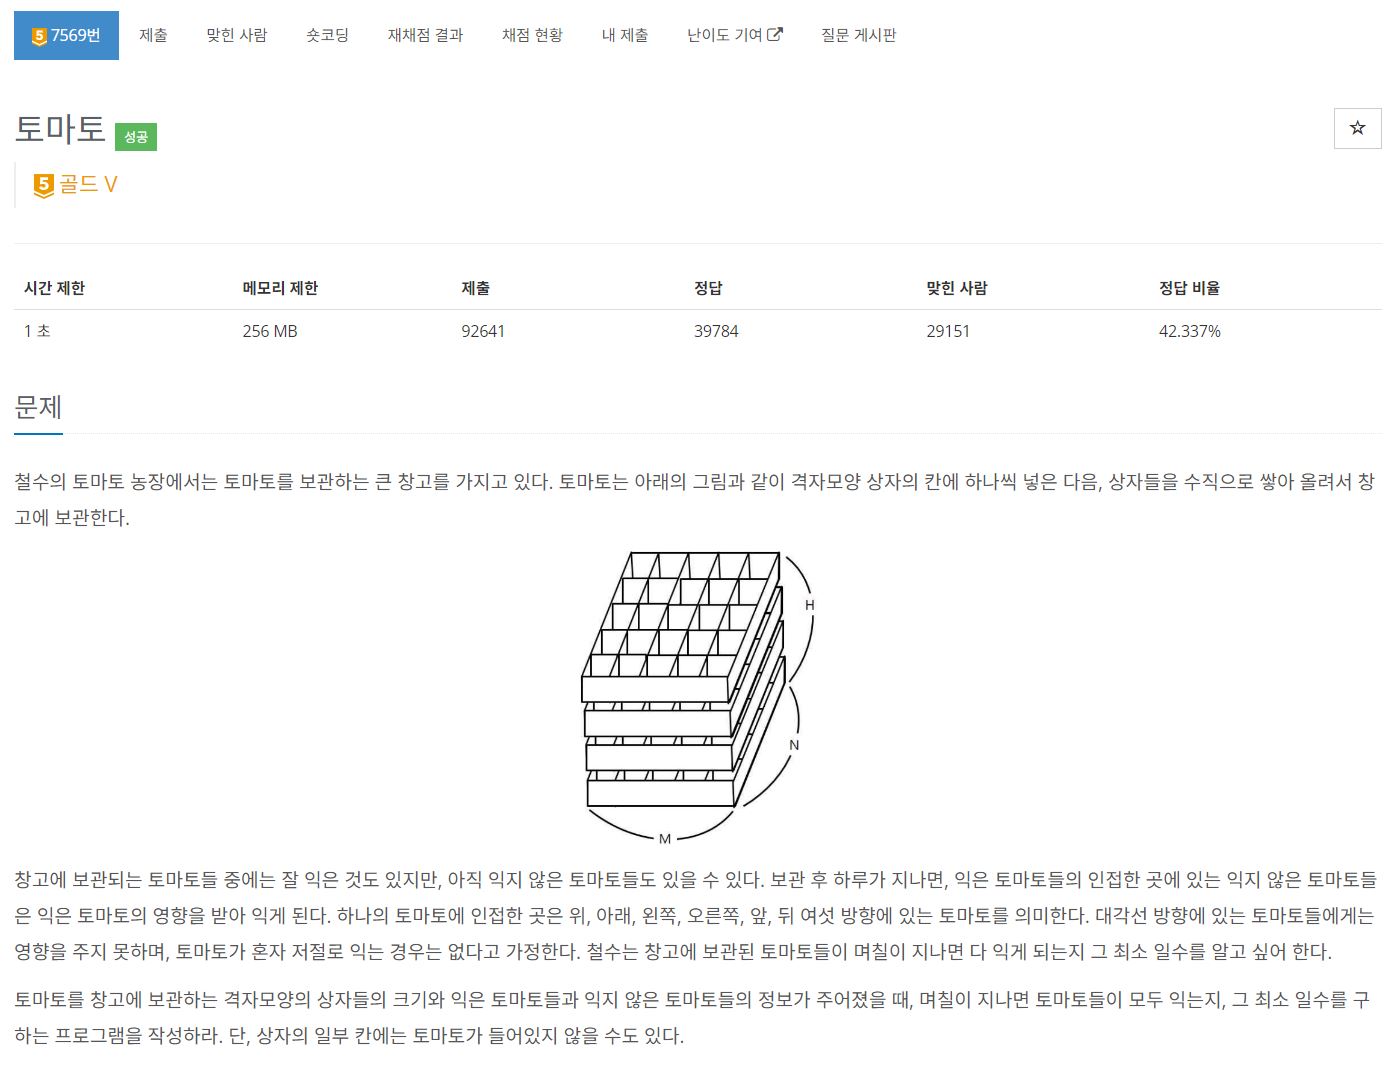 5 7569번 제출 맞힌 사람 숏코딩 재채점 결과 채점 현황 내 제출 난이도 기여 질문 게시판
토마토 성공
5 골드 V
시간 제한 메모리 제한 제출 정답 맞힌 사람 정답 비율
1 초 256 MB 92641 39784 29151 42.337%
문제
철수의 토마토 농장에서는 토마토를 보관하는 큰 창고를 가지고 있다. 토마토는 아래의 그림과 같이 격자모양 상자의 칸에 하나씩 넣은 다음, 상자들을 수직으로 쌓아 올려서 창
고에 보관한다.
H
N
M
창고에 보관되는 토마토들 중에는 잘 익은 것도 있지만, 아직 익지 않은 토마토들도 있을 수 있다. 보관 후 하루가 지나면, 익은 토마토들의 인접한 곳에 있는 익지 않은 토마토들
은 익은 토마토의 영향을 받아 익게 된다. 하나의 토마토에 인접한 곳은 위, 아래, 왼쪽, 오른쪽, 앞, 뒤 여섯 방향에 있는 토마토를 의미한다. 대각선 방향에 있는 토마토들에게는
영향을 주지 못하며, 토마토가 혼자 저절로 익는 경우는 없다고 가정한다. 철수는 창고에 보관된 토마토들이 며칠이 지나면 다 익게 되는지 그 최소 일수를 알고 싶어 한다.
토마토를 창고에 보관하는 격자모양의 상자들의 크기와 익은 토마토들과 익지 않은 토마토들의 정보가 주어졌을 때, 며칠이 지나면 토마토들이 모두 익는지, 그 최소 일수를 구
하는 프로그램을 작성하라. 단, 상자의 일부 칸에는 토마토가 들어있지 않을 수도 있다.